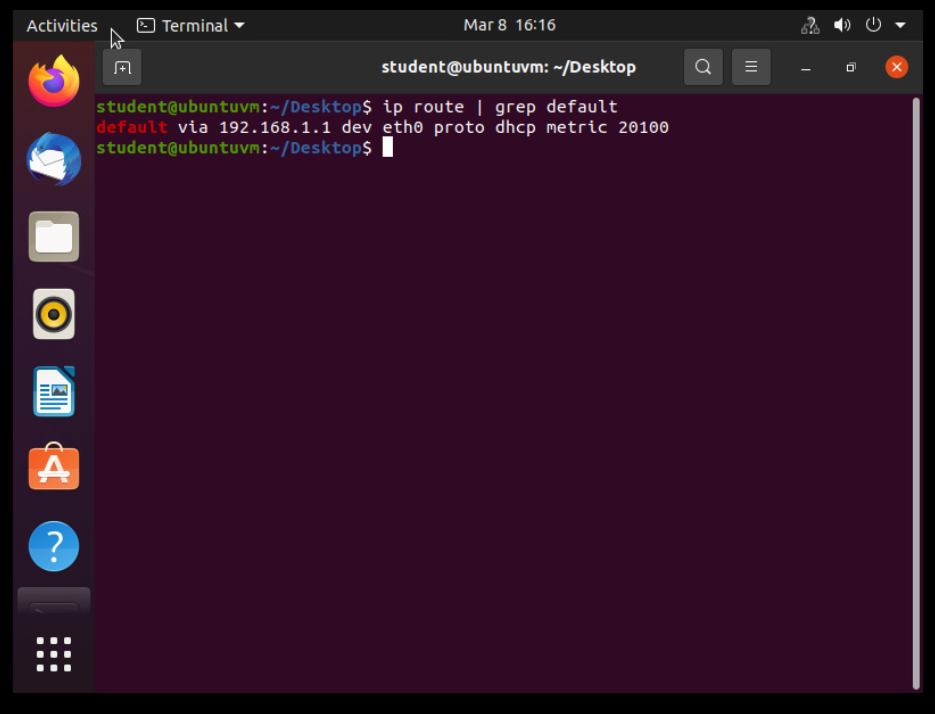 Activities Terminal Mar 8 16:16
student@ubuntuvm: ~/Desktop
student@ubuntuvm:~/Desktop$ ip route | grep default
default via 192.168.1.1 dev eth0 proto dhcp metric 20100
student@ubuntuvm:~/Desktop$